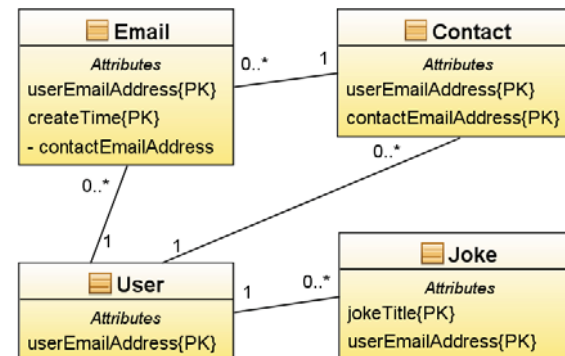 Email
Attributes
userEmailAddress{PK}
createTime{PK}
- contactEmailAddress
0..*
1
Contact
Attributes
userEmailAddress{PK}
contactEmailAddress{PK}
0..*
1
0..*
1
User
Attributes
userEmailAddress{PK}
1
0..*
Joke
Attributes
jokeTitle{PK}
userEmailAddress{PK}